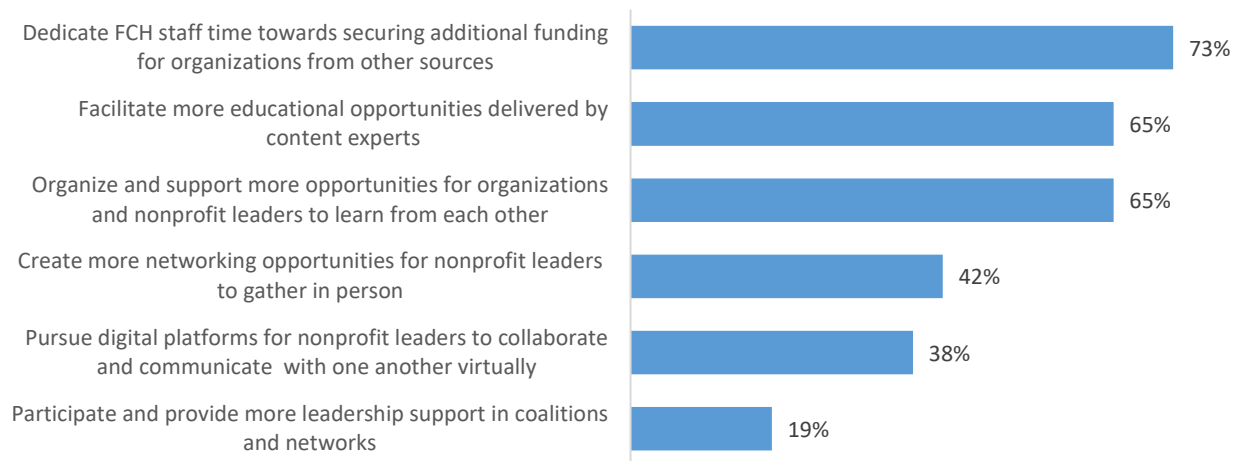 Dedicate FCH staff time towards securing additional funding
for organizations from other sources
73%
Facilitate more educational opportunities delivered by
content experts
65%
Organize and support more opportunities for organizations
and nonprofit leaders to learn from each other
65%
Create more networking opportunities for nonprofit leaders
to gather in person
42%
Pursue digital platforms for nonprofit leaders to collaborate
and communicate  with one another virtually
38%
Participate and provide more leadership support in coalitions
and networks
19%